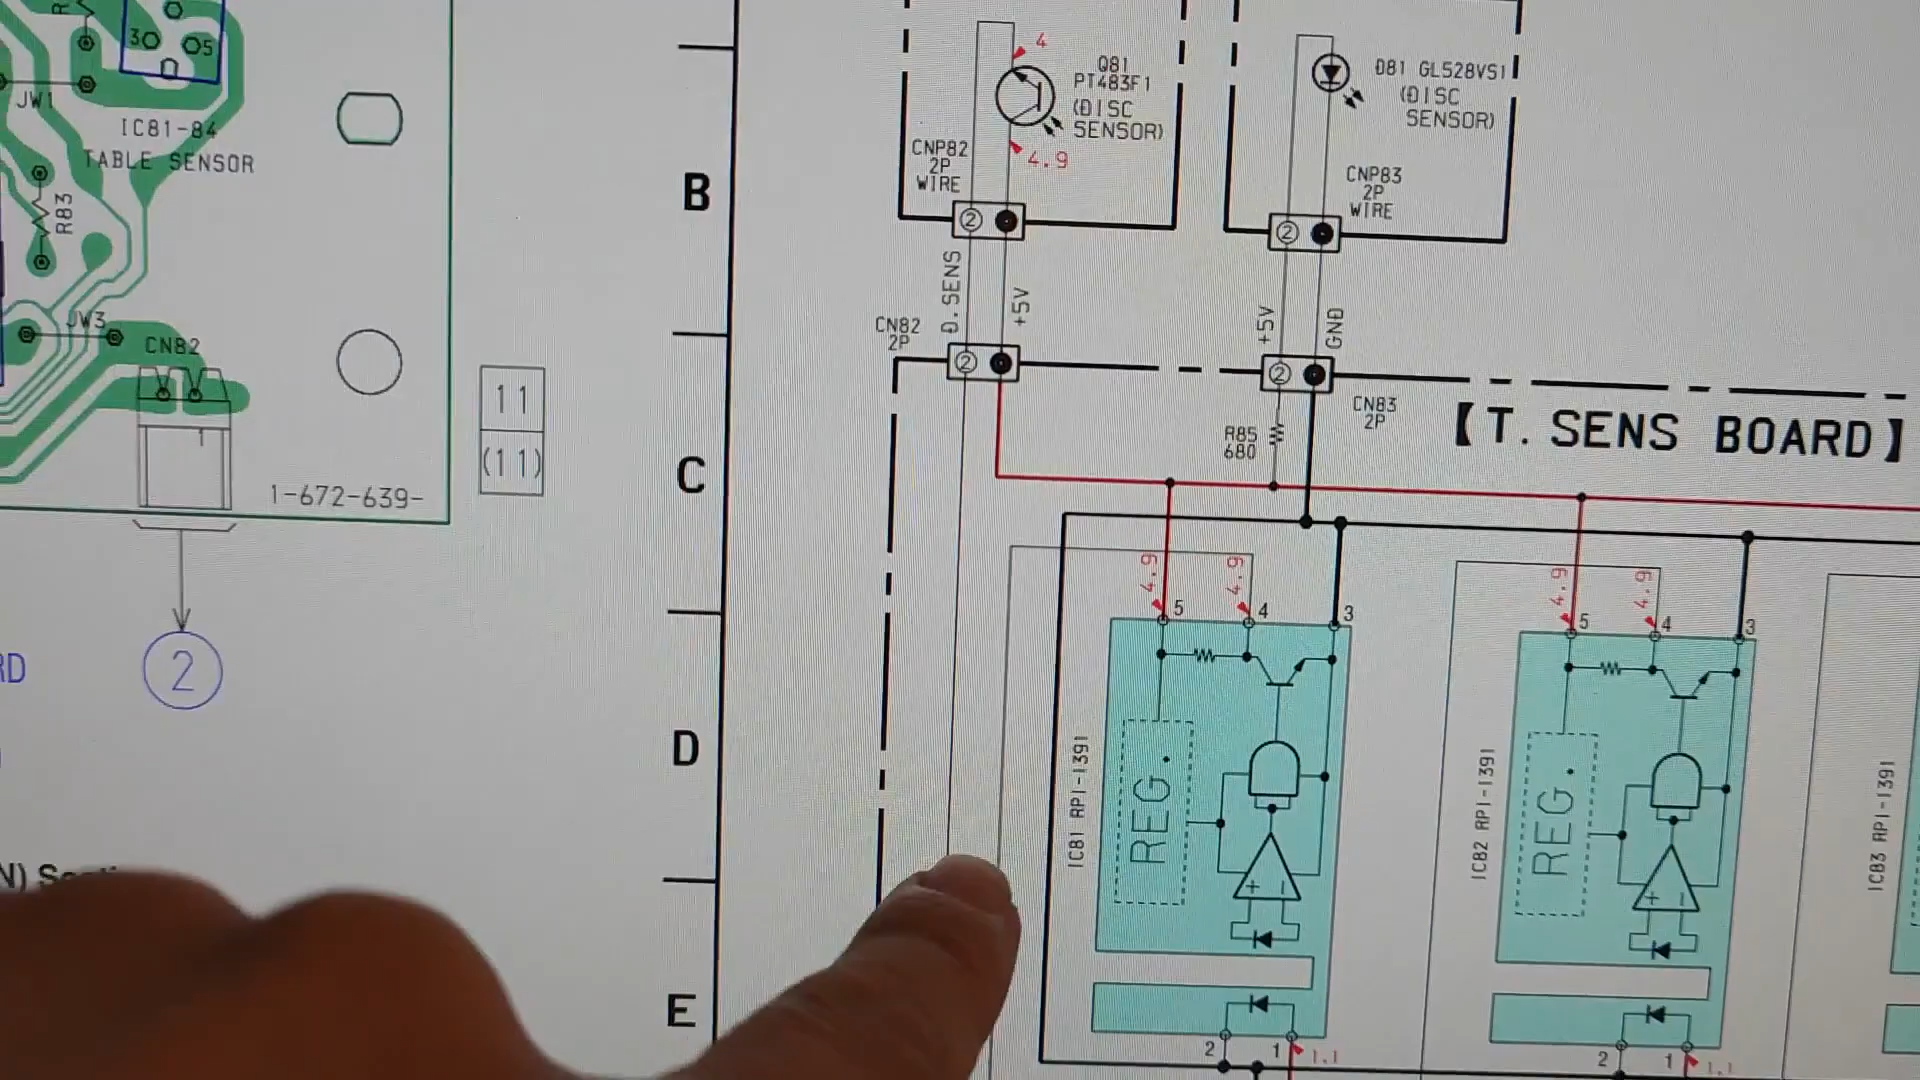 3
5
JW1
IC81-84
TABLE SENSOR
R83
JW3
CN82
1
1-672-639-
11
(11)
2
RD
B
C
D
E
4
Q81
PT483F1
(DISC
SENSOR)
4.9
CNP82
2P
WIRE
2
D81 GL528VS1
(DISC
SENSOR)
CNP83
2P
WIRE
2
D.SENS
+5V
+5V
GND
CN82
2P
2
2
CN83
2P
R85
680
【T. SENS BOARD】
4.9
4.9
5
4
3
4.9
4.9
5
4
3
IC81 RPI-1391
REG.
+
-
2
1
1.1
IC82 RPI-1391
REG.
+
-
2
1
1.1
IC83 RPI-1391